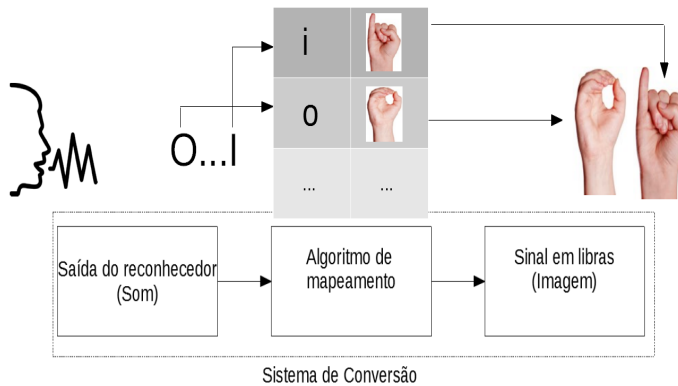 i
O...I
o
... ...
Saída do reconhecedor
(Som)
Algoritmo de
mapeamento
Sinal em libras
(Imagem)
Sistema de Conversão